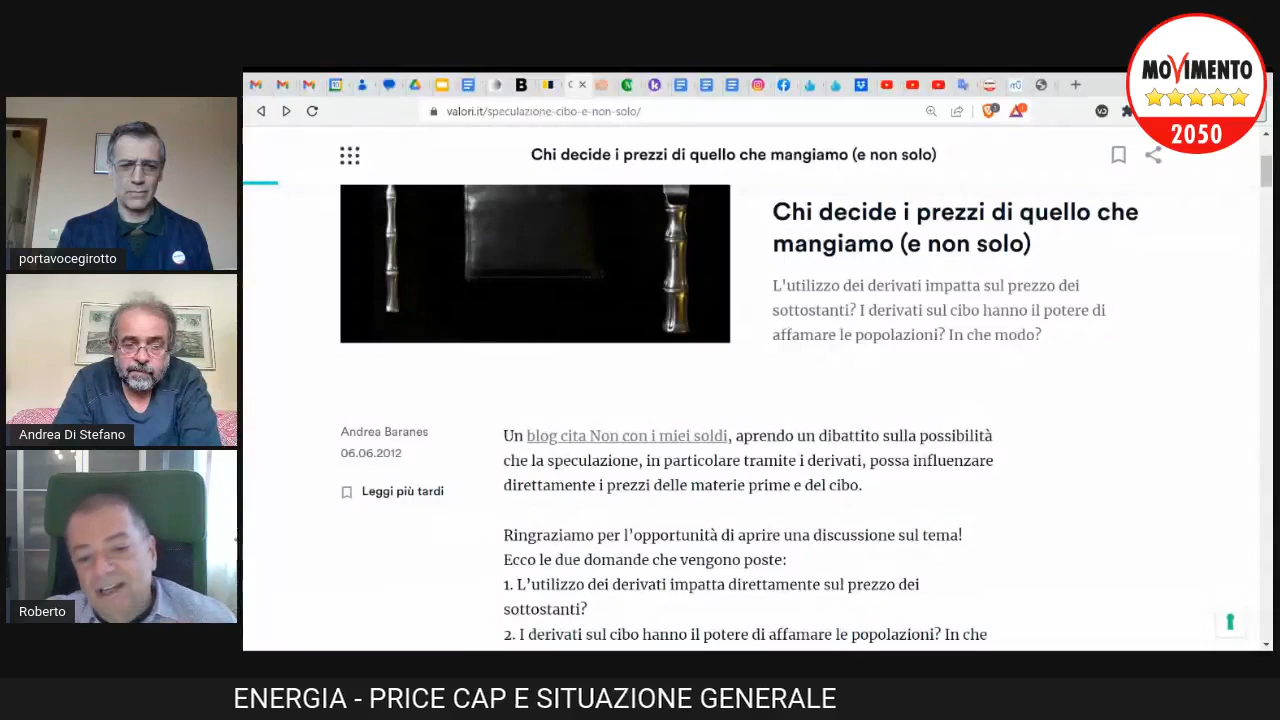 MOVIMENTO
2050
valori.it/speculazione-cibo-e-non-solo/
Chi decide i prezzi di quello che mangiamo (e non solo)
portavocegirotto
Andrea Di Stefano
Roberto
Chi decide i prezzi di quello che
mangiamo (e non solo)
L'utilizzo dei derivati impatta sul prezzo dei
sottostanti? I derivati sul cibo hanno il potere di
affamare le popolazioni? In che modo?
Andrea Baranes
06.06.2012
Leggi più tardi
Un blog cita Non con i miei soldi, aprendo un dibattito sulla possibilità
che la speculazione, in particolare tramite i derivati, possa influenzare
direttamente i prezzi delle materie prime e del cibo.
Ringraziamo per l'opportunità di aprire una discussione sul tema!
Ecco le due domande che vengono poste:
1. L'utilizzo dei derivati impatta direttamente sul prezzo dei
sottostanti?
2. I derivati sul cibo hanno il potere di affamare le popolazioni? In che
ENERGIA - PRICE CAP E SITUAZIONE GENERALE